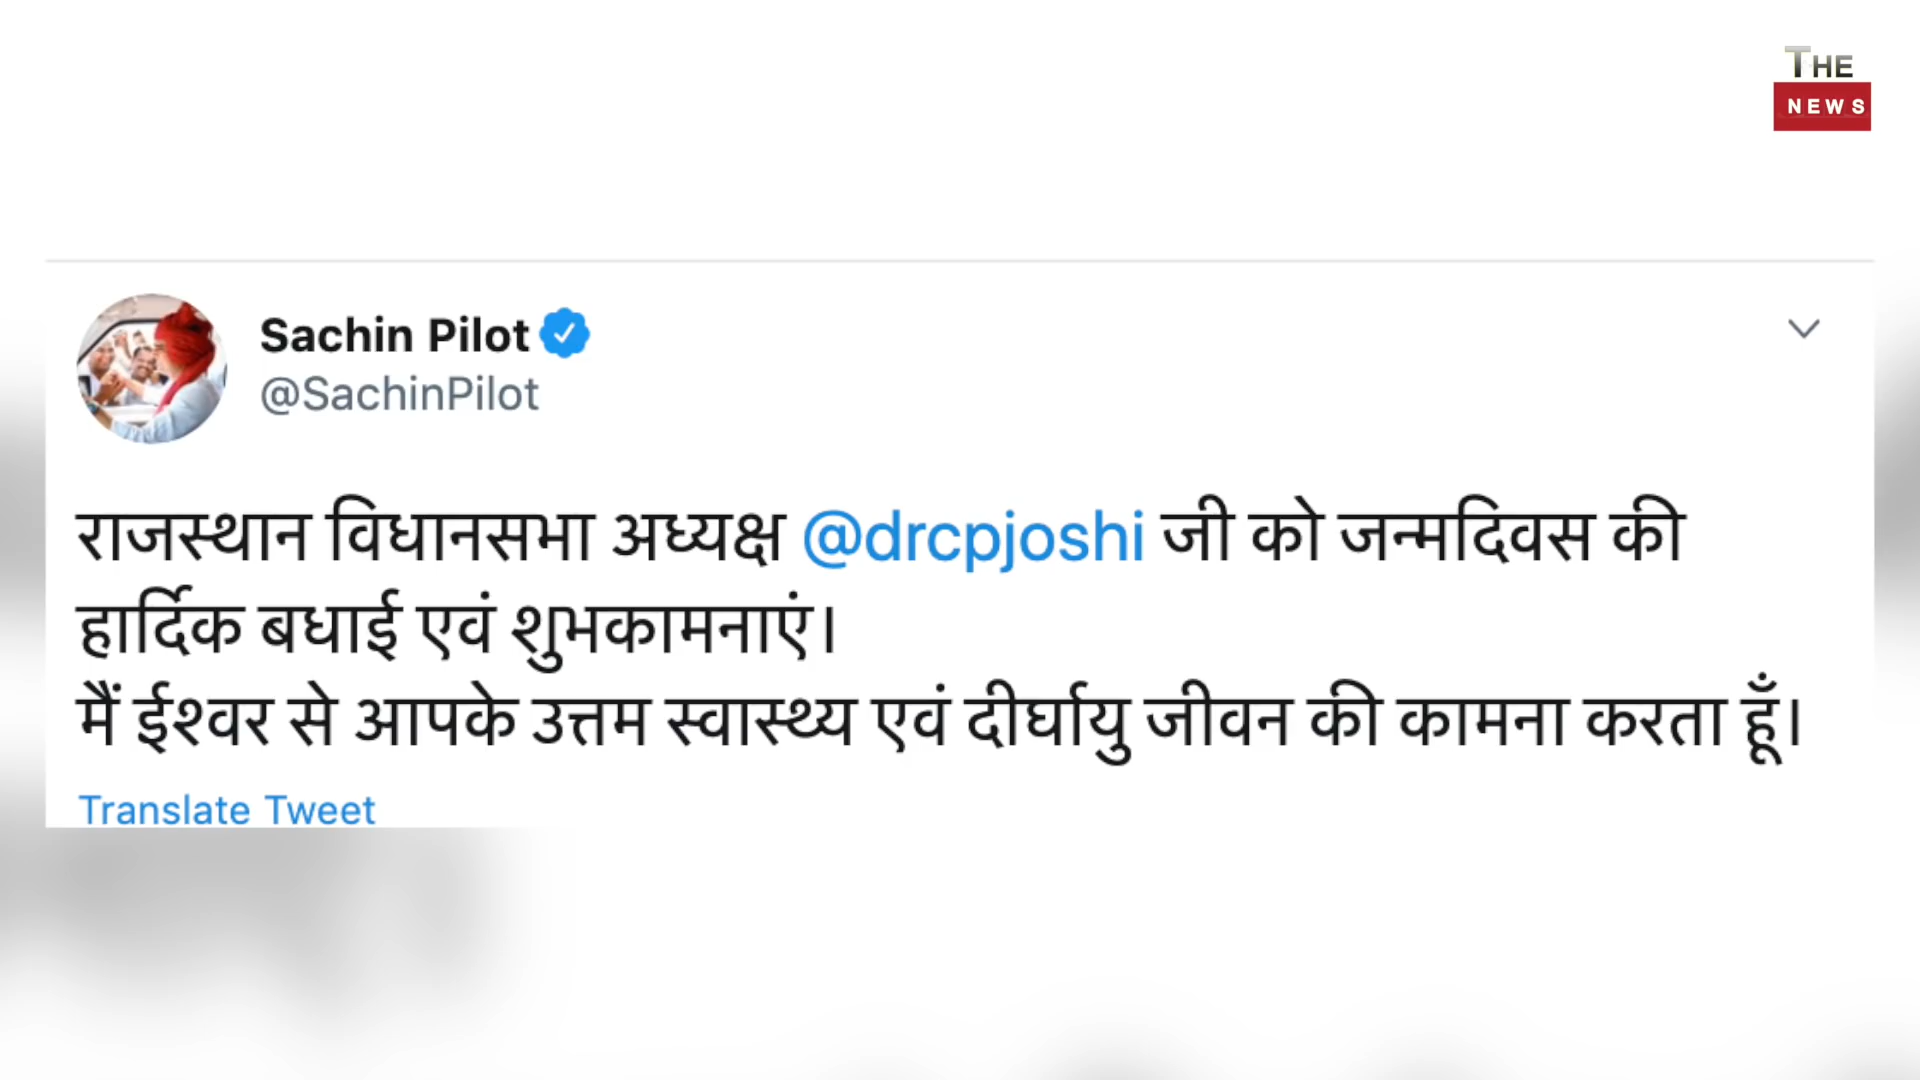 THE
NEWS
Sachin Pilot
@SachinPilot
राजस्थान विधानसभा अध्यक्ष @drcpjoshi जी को जन्मदिवस की
हार्दिक बधाई एवं शुभकामनाएं।
मैं ईश्वर से आपके उत्तम स्वास्थ्य एवं दीर्घायु जीवन की कामना करता हूँ।
Translate Tweet